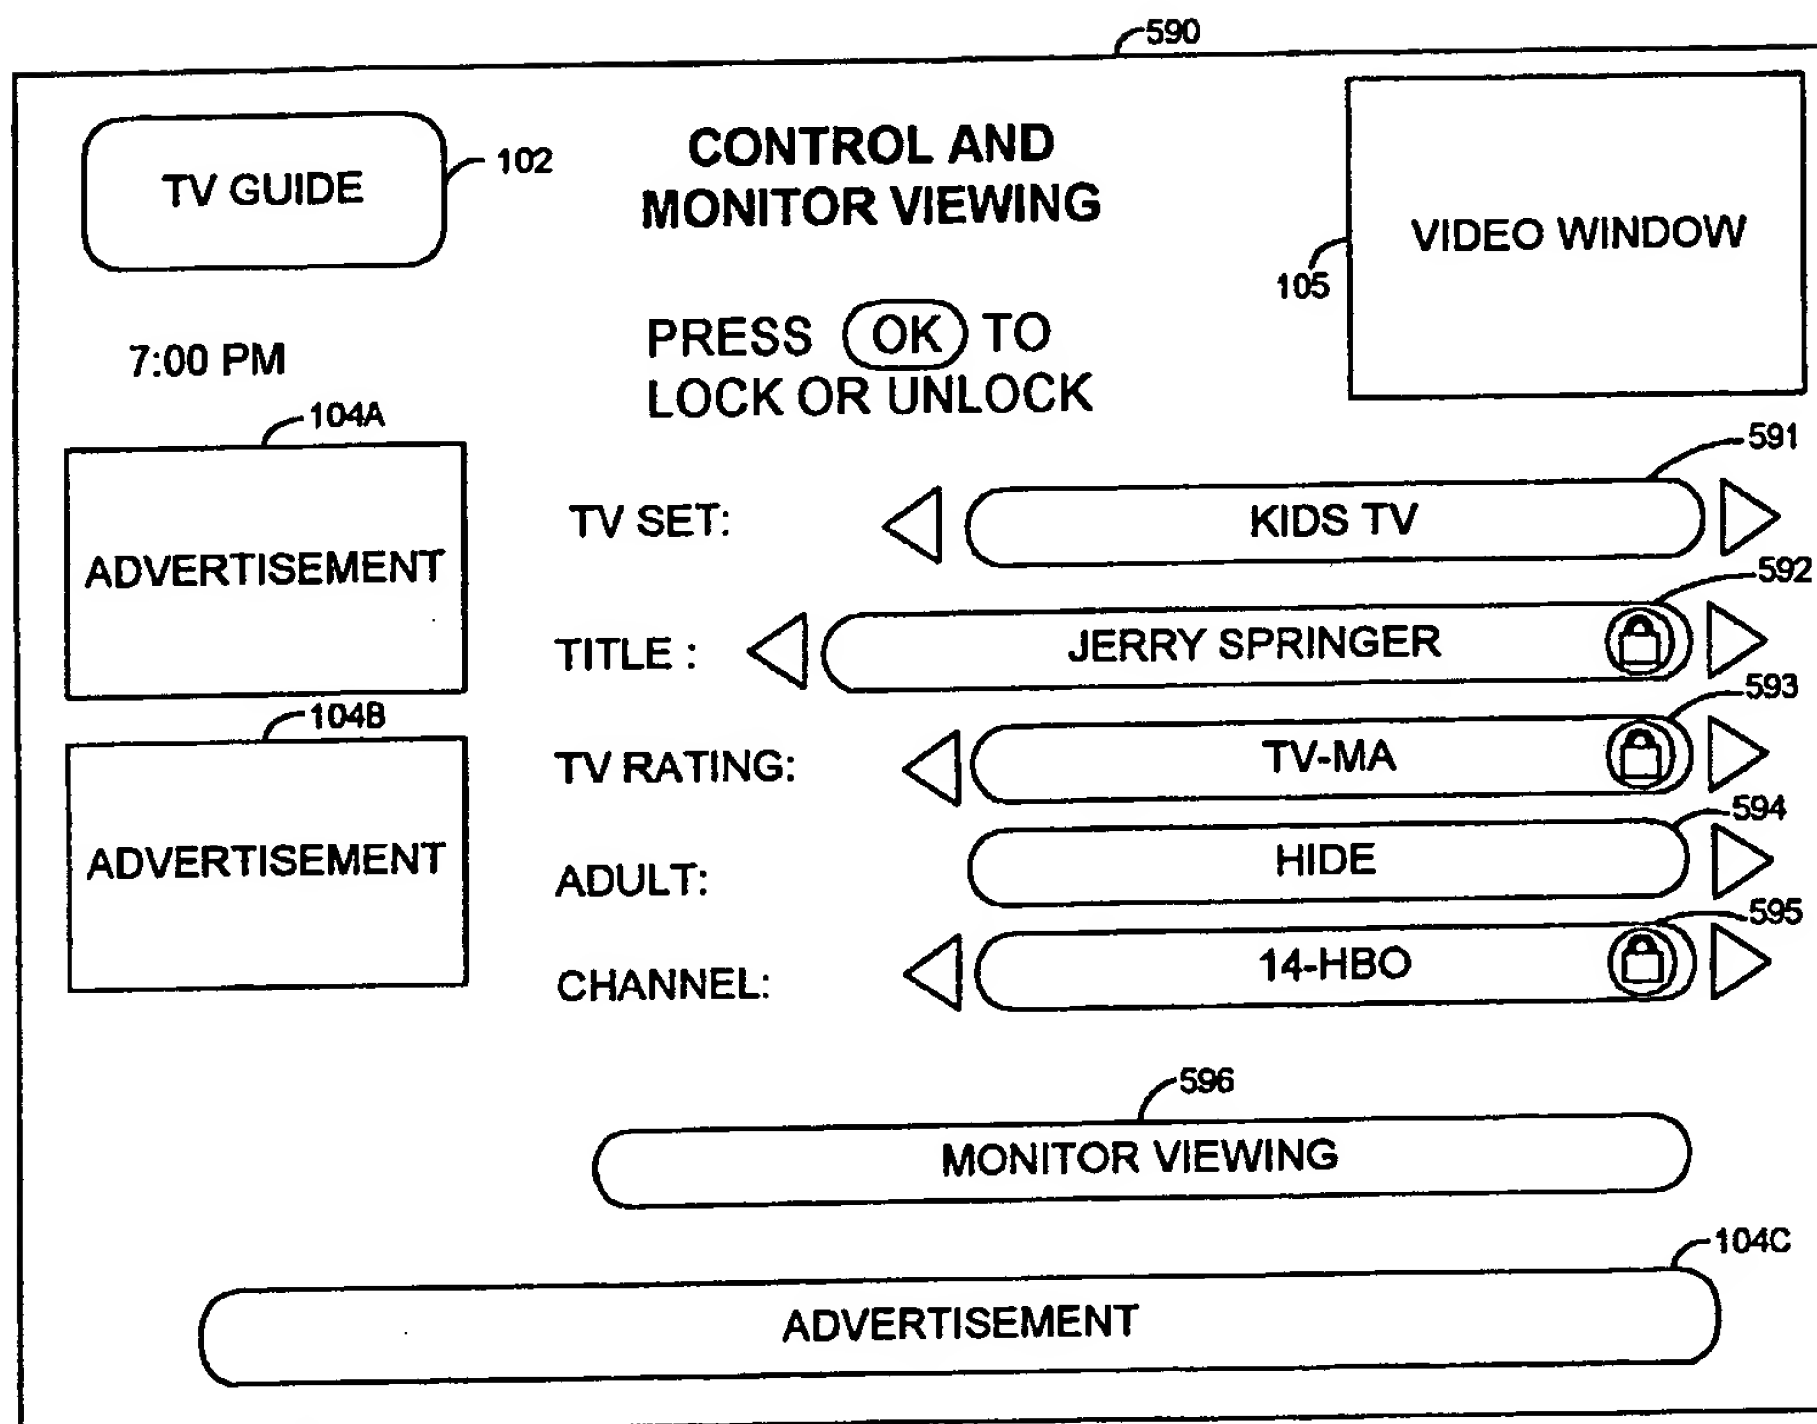 590
TV GUIDE
102
CONTROL AND
MONITOR VIEWING
VIDEO WINDOW
105
7:00 PM
PRESS OK TO
LOCK OR UNLOCK
104A
ADVERTISEMENT
104B
ADVERTISEMENT
591
TV SET:
KIDS TV
592
TITLE :
JERRY SPRINGER
593
TV RATING:
TV-MA
594
ADULT:
HIDE
595
CHANNEL:
14-HBO
596
MONITOR VIEWING
104C
ADVERTISEMENT